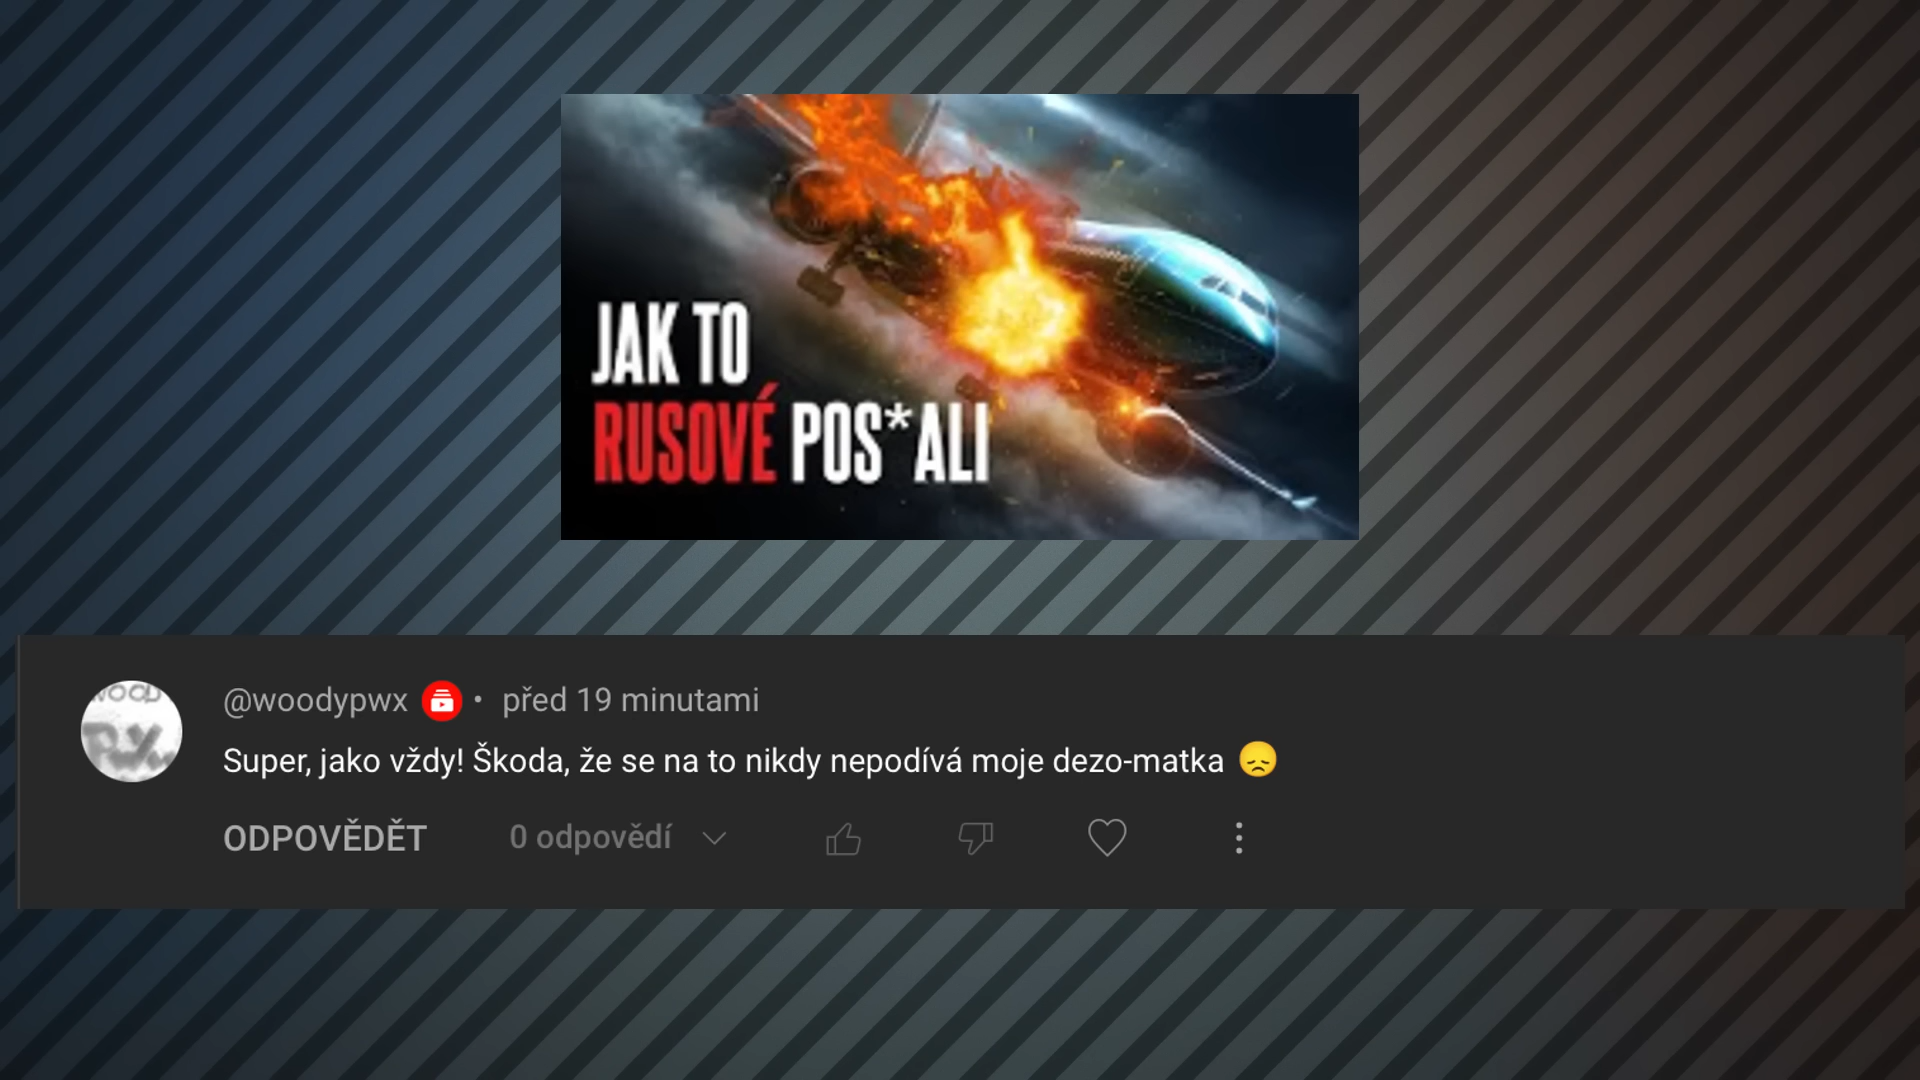 JAK TO
RUSOVÉ POS*ALI
@woodypwx • před 19 minutami
Super, jako vždy! Škoda, že se na to nikdy nepodívá moje dezo-matka 😞
ODPOVĚDĚT 0 odpovědí